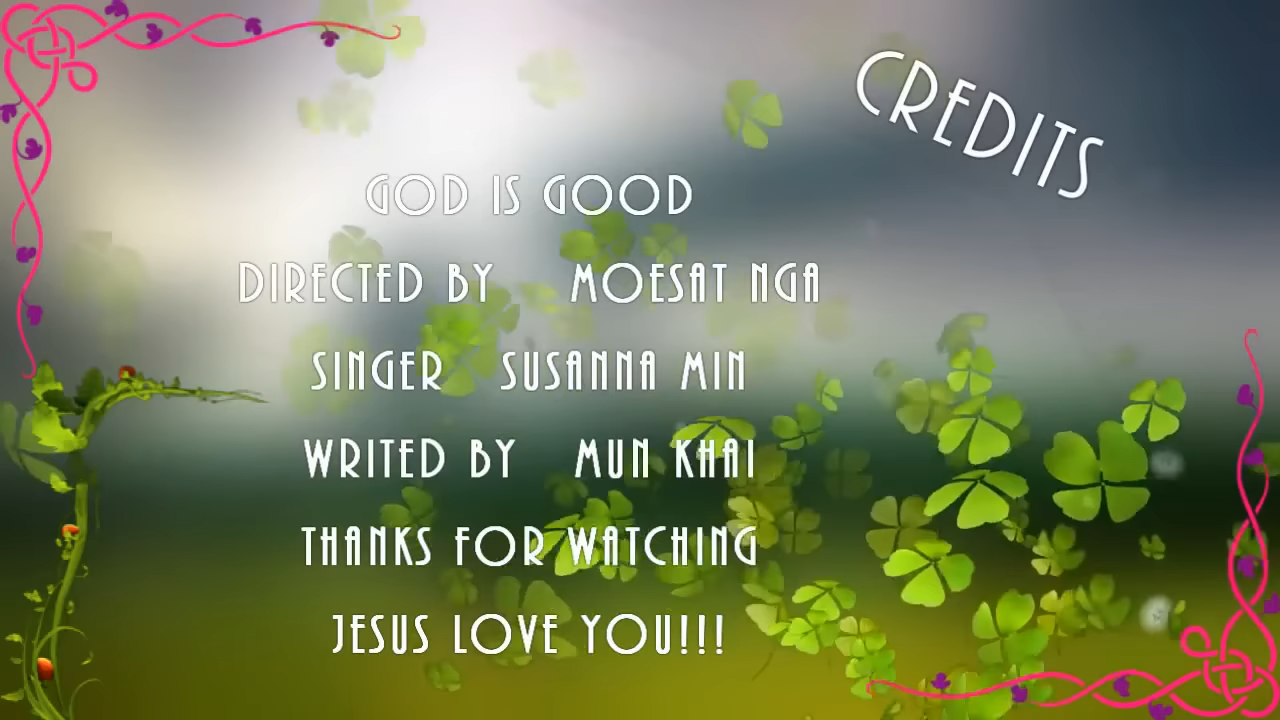 CREDITS
GOD IS GOOD
DIRECTED BY MOESAT NGA
SINGER SUSANNA MIN
WRITED BY MUN KHAI
THANKS FOR WATCHING
JESUS LOVE YOU!!!